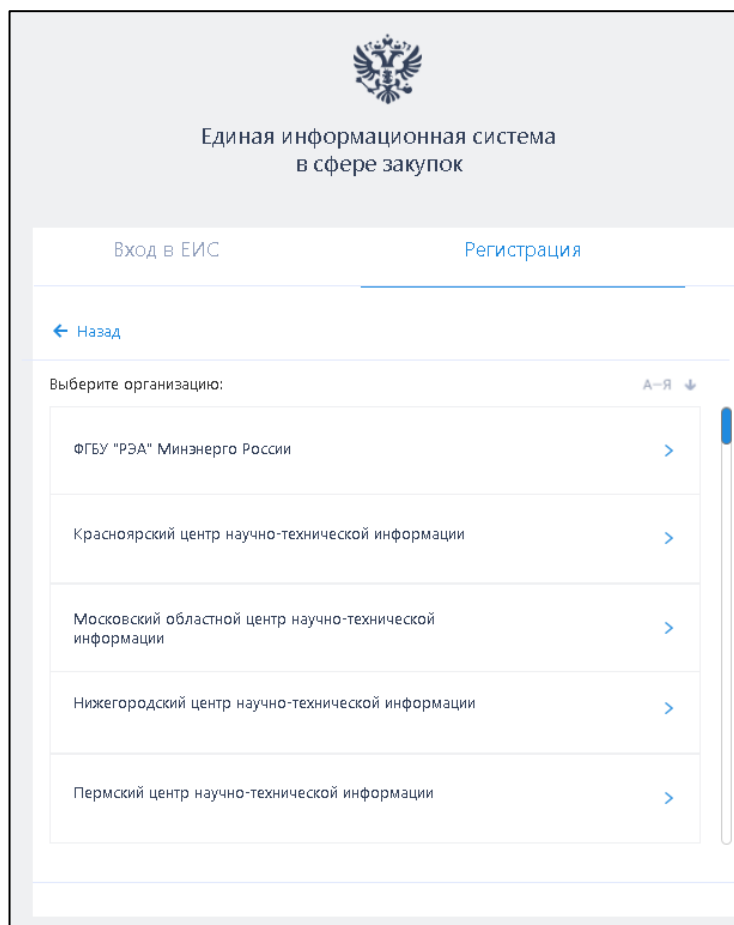 Единая информационная система
в сфере закупок
Вход в ЕИС
Регистрация
Назад
Выберите организацию:
А—Я
ФГБУ "РЭА" Минэнерго России
Красноярский центр научно-технической информации
Московский областной центр научно-технической
информации
Нижегородский центр научно-технической информации
Пермский центр научно-технической информации